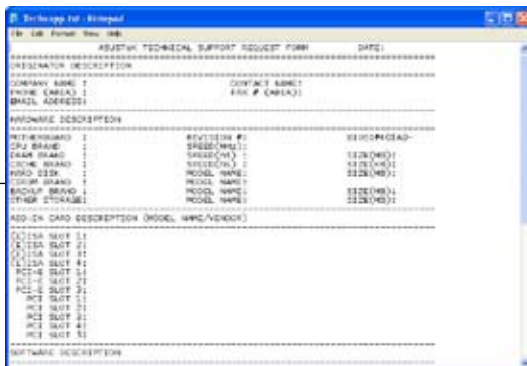 Techsupp.txt - Notepad
File Edit Format View Help
ASUSTeK TECHNICAL SUPPORT REQUEST FORM DATE:
ORIGINATOR DESCRIPTION
COMPANY NAME : CONTACT NAME:
PHONE (AREA) : FAX # (AREA):
EMAIL ADDRESS:
HARDWARE DESCRIPTION
MOTHERBOARD : REVISION #:
CPU BRAND : SPEED(MHz):
DRAM BRAND : SPEED(nS) : SIZE(MB):
CACHE BRAND : SPEED(nS) : SIZE(KB):
HARD DISK : MODEL NAME: SIZE(MB):
CDROM BRAND : MODEL NAME:
BACKUP BRAND : MODEL NAME: SIZE(MB):
OTHER STORAGE: MODEL NAME: SIZE(MB):
ADD-IN CARD DESCRIPTION (MODEL NAME/VENDOR)
(E)ISA SLOT 1:
(E)ISA SLOT 2:
(E)ISA SLOT 3:
(E)ISA SLOT 4:
PCI-E SLOT 1:
PCI-E SLOT 2:
PCI-E SLOT 3:
PCI SLOT 1:
PCI SLOT 2:
PCI SLOT 3:
PCI SLOT 4:
PCI SLOT 5:
SOFTWARE DESCRIPTION